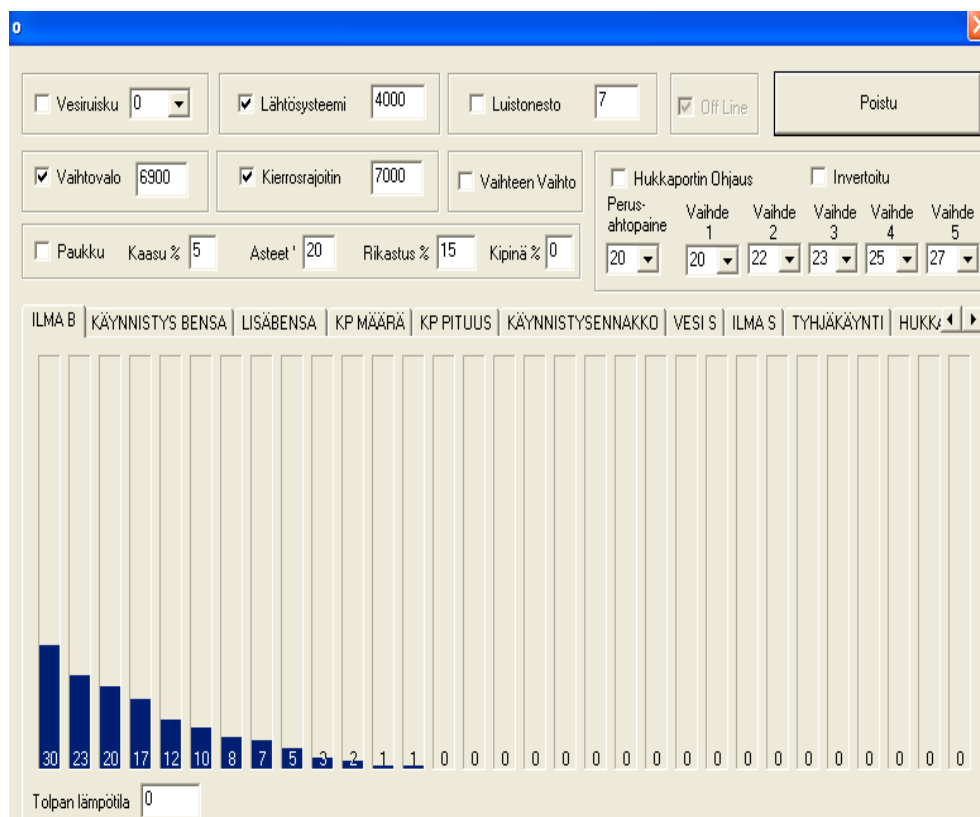 o
Vesiruisku 0 Lähtösysteemi 4000 Luistonesto 7 Off Line Poistu
Vaihtovalo 6900 Kierrosrajoitin 7000 Vaihteen Vaihto
Hukkaportin Ohjaus Invertoitu
Perus-
ahtopaine
20
Vaihde
1
20
Vaihde
2
22
Vaihde
3
23
Vaihde
4
25
Vaihde
5
27
Paukku Kaasu % 5 Asteet ' 20 Rikastus % 15 Kipinä % 0
ILMA B KÄYNNISTYS BENSA LISÄBENSA KP MÄÄRÄ KP PITUUS KÄYNNISTYSENNAKKO VESI S ILMA S TYHJÄKÄYNTI HUKKA
30 23 20 17 12 10 8 7 5 3 2 1 1 0 0 0 0 0 0 0 0 0 0 0 0 0 0 0 0 0 0
Tolpan lämpötila 0